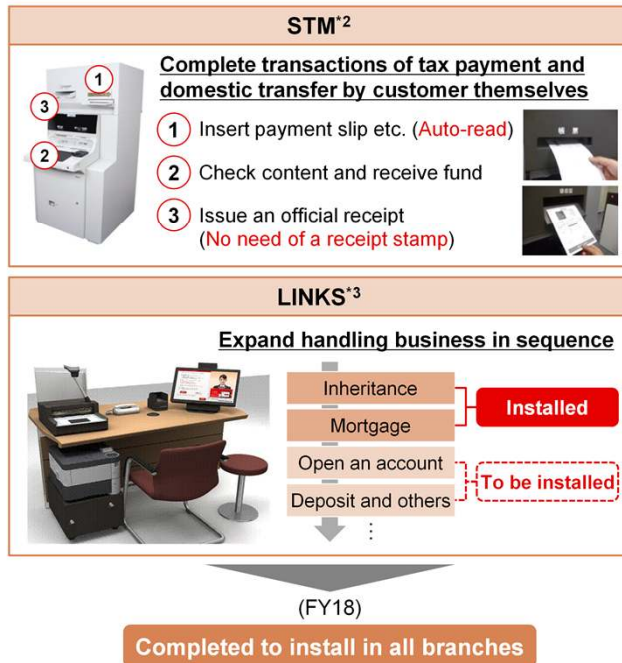 STM*2
Complete transactions of tax payment and
domestic transfer by customer themselves
1 Insert payment slip etc. (Auto-read)
2 Check content and receive fund
3 Issue an official receipt
(No need of a receipt stamp)
1
3
2
LINKS*3
Expand handling business in sequence
Inheritance
Mortgage
Installed
Open an account
Deposit and others
To be installed
⋮
(FY18)
Completed to install in all branches